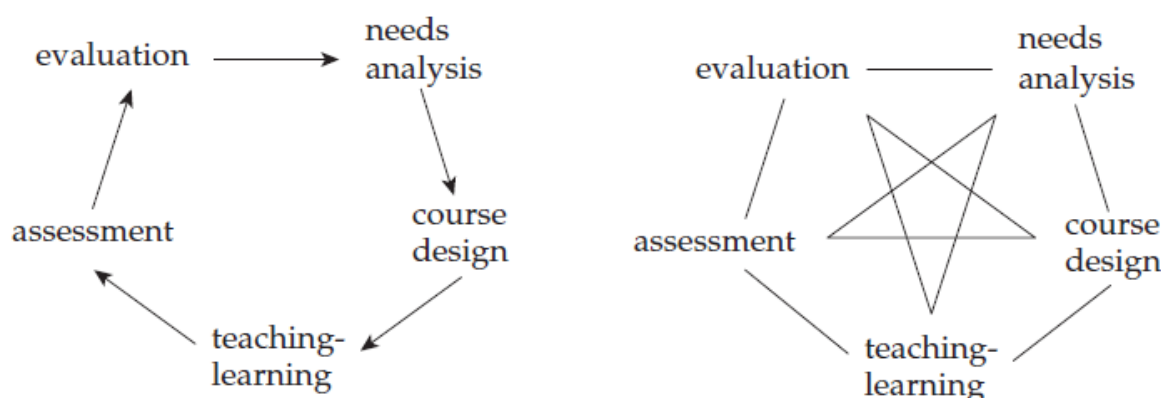 evaluation
needs
analysis
assessment
course
design
teaching-
learning
evaluation
needs
analysis
assessment
course
design
teaching-
learning